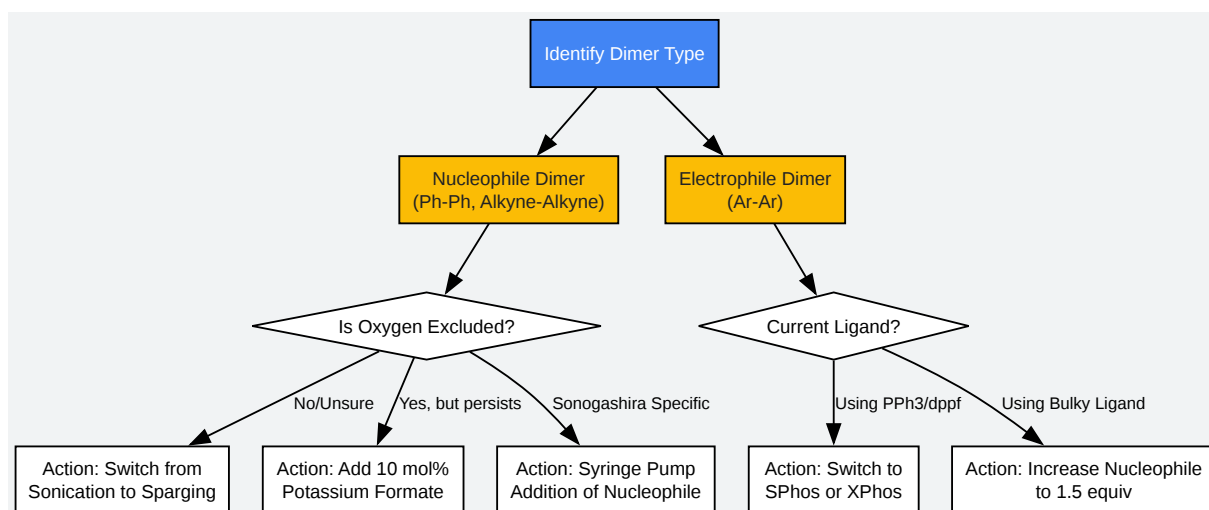 Identify Dimer Type
Nucleophile Dimer
(Ph-Ph, Alkyne-Alkyne)
Electrophile Dimer
(Ar-Ar)
Is Oxygen Excluded?
Current Ligand?
No/Unsure
Yes, but persists
Sonogashira Specific
Using PPh3/dppf
Using Bulky Ligand
Action: Switch from
Sonication to Sparging
Action: Add 10 mol%
Potassium Formate
Action: Syringe Pump
Addition of Nucleophile
Action: Switch to
SPhos or XPhos
Action: Increase Nucleophile
to 1.5 equiv